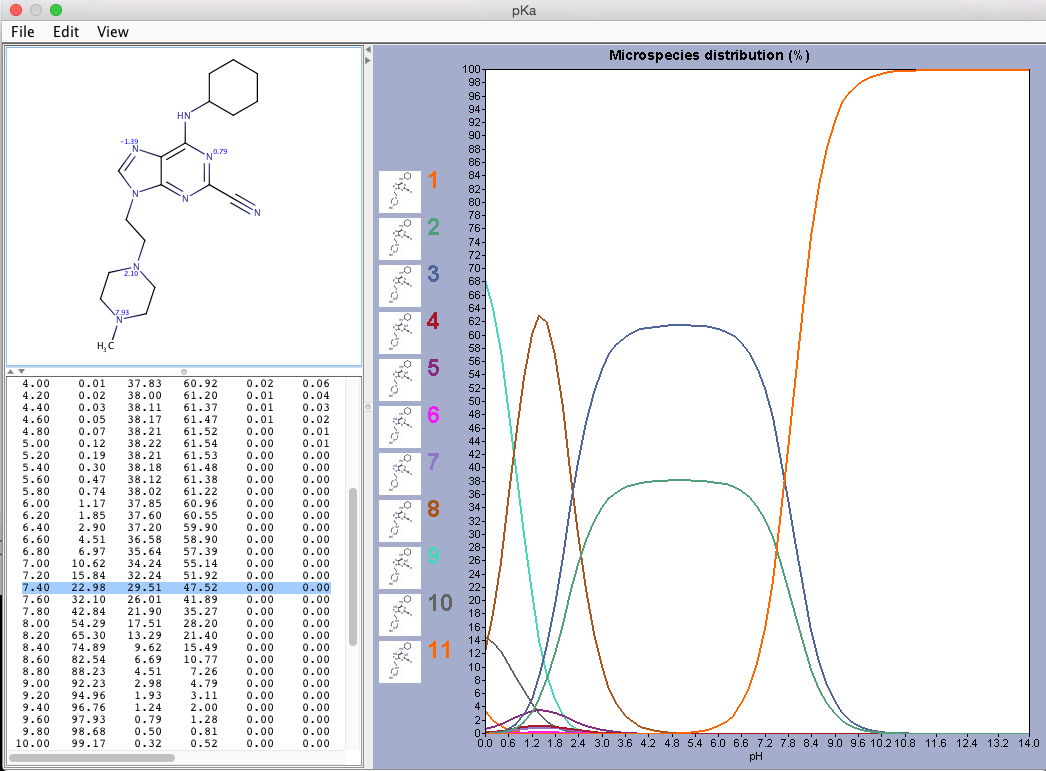 pKa
File Edit View
HN
−1.39
N
N
0.79
N
N
N
N
2.10
7.93
N
H₃C
4.00 0.01 37.83 60.92 0.02 0.06
4.20 0.02 38.00 61.20 0.01 0.04
4.40 0.03 38.11 61.37 0.01 0.03
4.60 0.05 38.17 61.47 0.01 0.02
4.80 0.07 38.21 61.52 0.01 0.01
5.00 0.12 38.22 61.54 0.00 0.01
5.20 0.19 38.21 61.53 0.00 0.00
5.40 0.30 38.18 61.48 0.00 0.00
5.60 0.47 38.12 61.38 0.00 0.00
5.80 0.74 38.02 61.22 0.00 0.00
6.00 1.17 37.85 60.96 0.00 0.00
6.20 1.85 37.60 60.55 0.00 0.00
6.40 2.90 37.20 59.90 0.00 0.00
6.60 4.51 36.58 58.90 0.00 0.00
6.80 6.97 35.64 57.39 0.00 0.00
7.00 10.62 34.24 55.14 0.00 0.00
7.20 15.84 32.24 51.92 0.00 0.00
7.40 22.98 29.51 47.52 0.00 0.00
7.60 32.10 26.01 41.89 0.00 0.00
7.80 42.84 21.90 35.27 0.00 0.00
8.00 54.29 17.51 28.20 0.00 0.00
8.20 65.30 13.29 21.40 0.00 0.00
8.40 74.89 9.62 15.49 0.00 0.00
8.60 82.54 6.69 10.77 0.00 0.00
8.80 88.23 4.51 7.26 0.00 0.00
9.00 92.23 2.98 4.79 0.00 0.00
9.20 94.96 1.93 3.11 0.00 0.00
9.40 96.76 1.24 2.00 0.00 0.00
9.60 97.93 0.79 1.28 0.00 0.00
9.80 98.68 0.50 0.81 0.00 0.00
10.00 99.17 0.32 0.52 0.00 0.00
Microspecies distribution (%)
1
2
3
4
5
6
7
8
9
10
11
100
98
96
94
92
90
88
86
84
82
80
78
76
74
72
70
68
66
64
62
60
58
56
54
52
50
48
46
44
42
40
38
36
34
32
30
28
26
24
22
20
18
16
14
12
10
8
6
4
2
0
0.0 0.6 1.2 1.8 2.4 3.0 3.6 4.2 4.8 5.4 6.0 6.6 7.2 7.8 8.4 9.0 9.6 10.2 10.8 11.6 12.4 13.2 14.0
pH